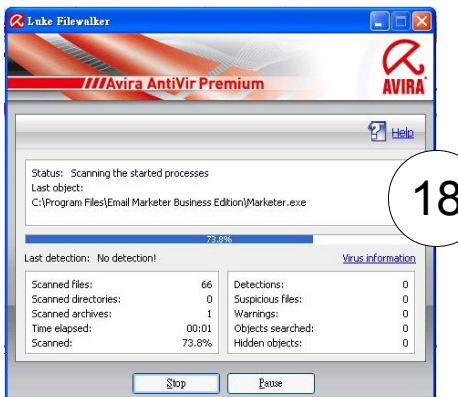 Luke Filewalker
Avira AntiVir Premium
AVIRA
Help
Status: Scanning the started processes
Last object:
C:\Program Files\Email Marketer Business Edition\Marketer.exe
18
73.8%
Last detection: No detection!
Virus information
Scanned files: 66
Scanned directories: 0
Scanned archives: 1
Time elapsed: 00:01
Scanned: 73.8%
Detections: 0
Suspicious files: 0
Warnings: 0
Objects searched: 0
Hidden objects: 0
Stop
Pause